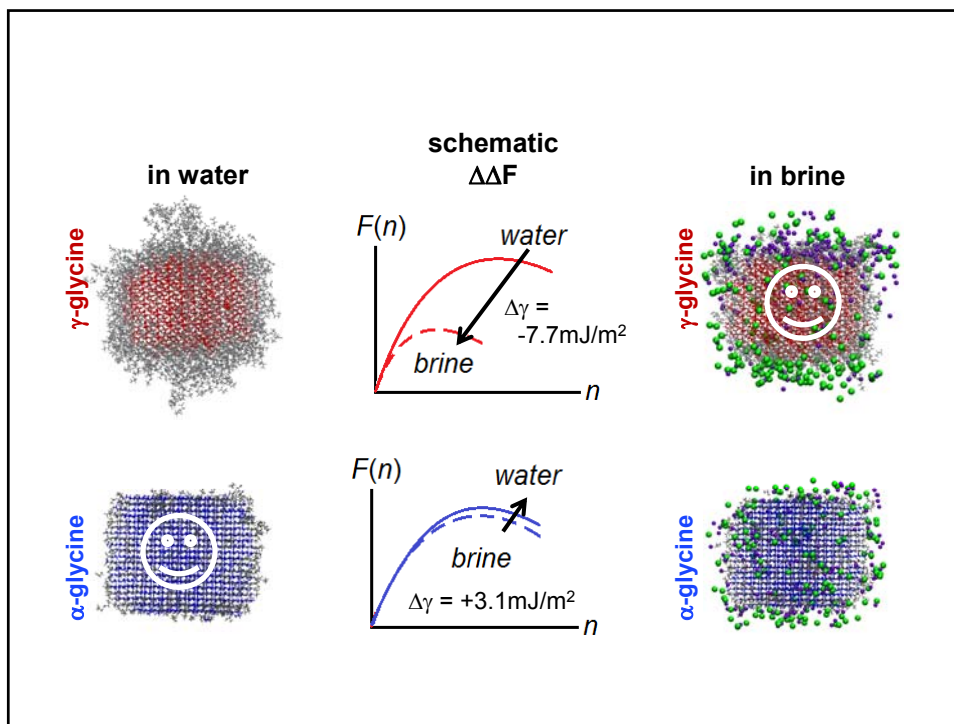 schematic
ΔΔF
in water
in brine
γ-glycine
F(n)
water
Δγ =
-7.7mJ/m²
brine
n
γ-glycine
α-glycine
F(n)
water
brine
Δγ = +3.1mJ/m²
n
α-glycine